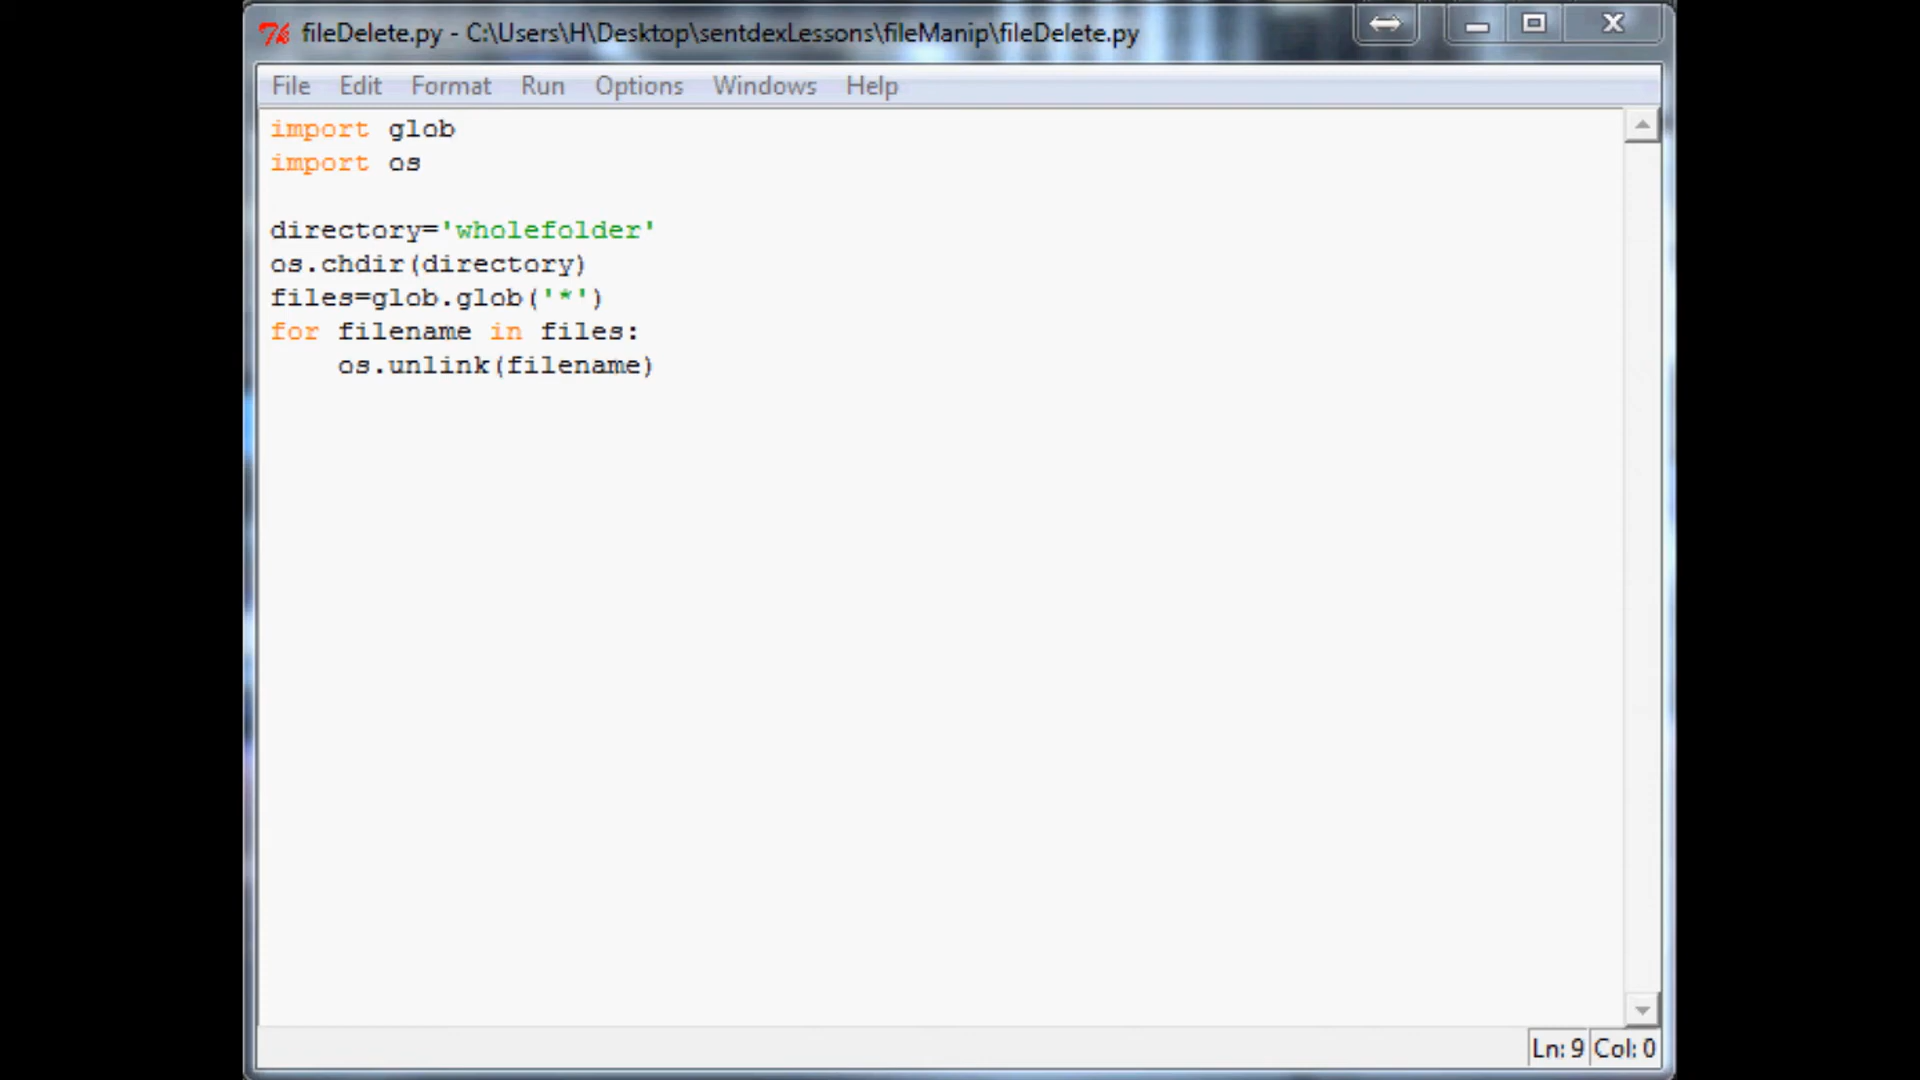 fileDelete.py - C:\Users\H\Desktop\sentdexLessons\fileManip\fileDelete.py
File Edit Format Run Options Windows Help
import glob
import os
directory='wholefolder'
os.chdir(directory)
files=glob.glob('*')
for filename in files:
    os.unlink(filename)
Ln: 9 Col: 0